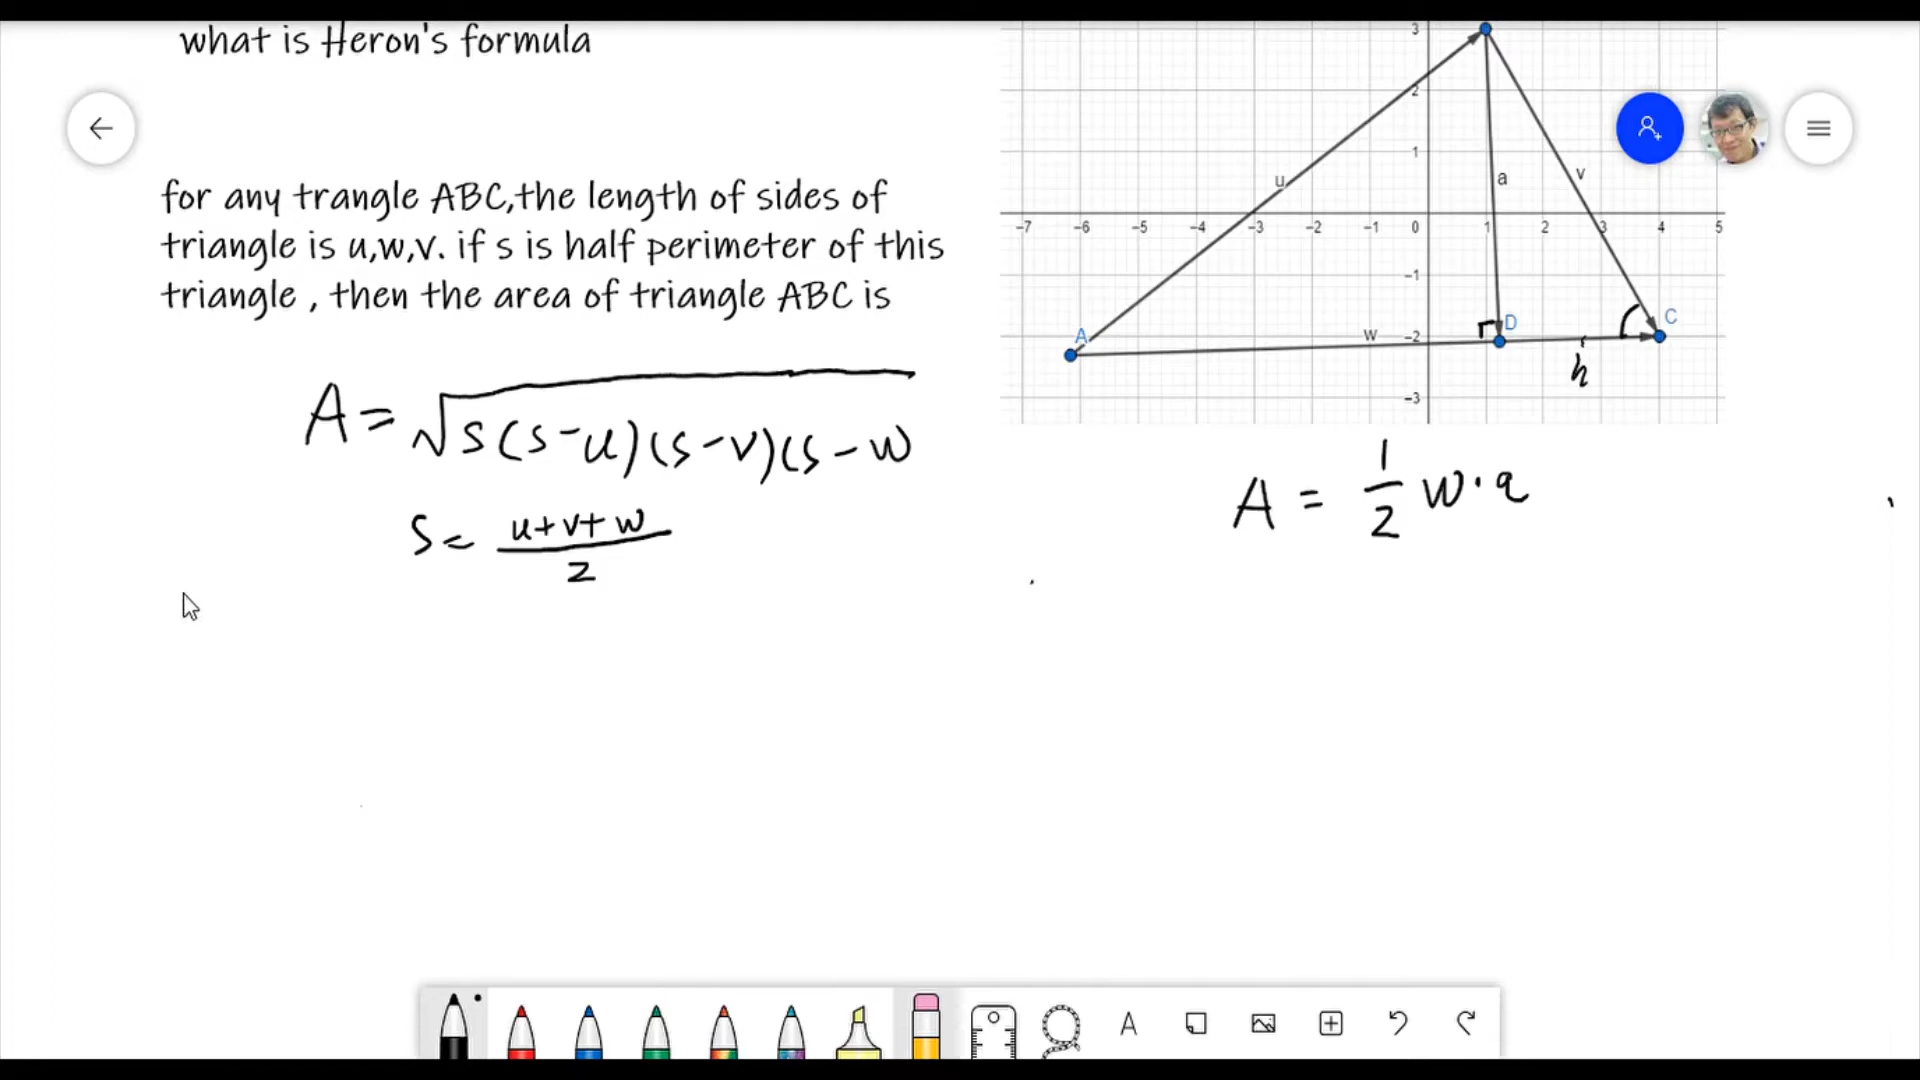 what is Heron's formula
for any trangle ABC,the length of sides of
triangle is u,w,v. if s is half perimeter of this
triangle , then the area of triangle ABC is
A = √s(s-u)(s-v)(s-w
s = u+v+w
2
3
2
1
-7 -6 -5 -4 -3 -2 -1 0 1 2 3 4 5
-1
-2
-3
u
a
v
A
w
D
C
h
A = 1/2 w·a
A